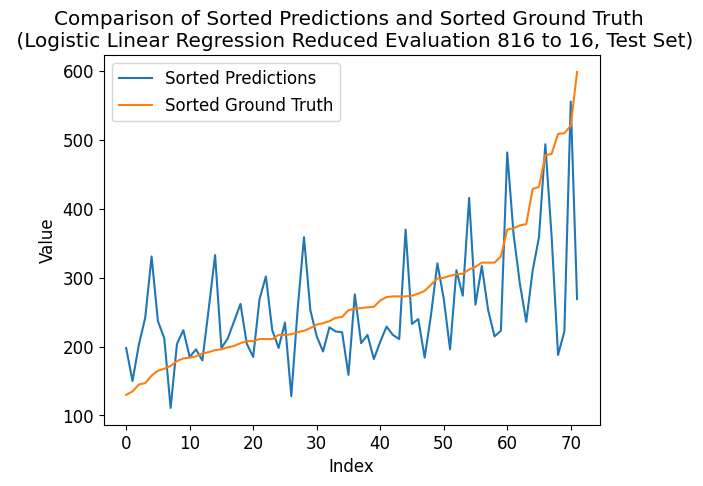 Comparison of Sorted Predictions and Sorted Ground Truth
(Logistic Linear Regression Reduced Evaluation 816 to 16, Test Set)
Sorted Predictions
Sorted Ground Truth
600
500
400
300
200
100
Value
0 10 20 30 40 50 60 70
Index